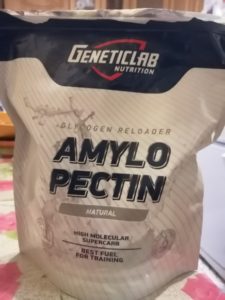 GENETICLAB
NUTRITION
GLYCOGEN RELOADER
AMYLO
PECTIN
NATURAL
HIGH MOLECULAR
SUPERCARB
BEST FUEL
FOR TRAINING